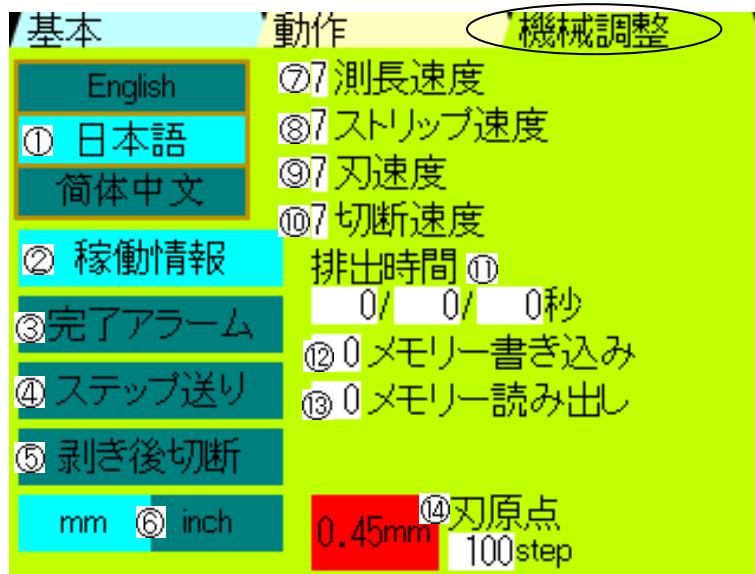 基本 動作 機械調整
English
① 日本語
简体中文
② 稼働情報
③完了アラーム
④ステップ送り
⑤ 剥き後切断
mm ⑥ inch
⑦7 測長速度
⑧7 ストリップ速度
⑨7 刃速度
⑩7 切断速度
排出時間 ⑪
0/ 0/ 0秒
⑫0 メモリー書き込み
⑬0 メモリー読み出し
0.45mm ⑭刃原点
100step